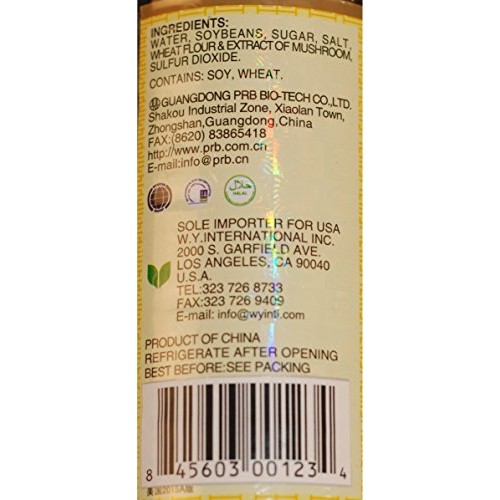 INGREDIENTS:
WATER, SOYBEANS, SUGAR, SALT,
WHEAT FLOUR & EXTRACT OF MUSHROOM,
SULFUR DIOXIDE.
CONTAINS: SOY, WHEAT.
GUANGDONG PRB BIO-TECH CO.,LTD.
Shakou Industrial Zone, Xiaolan Town,
Zhongshan,Guangdong,China
FAX:(8620) 83865418
http://www.prb.com.cn
E-mail:info@prb.cn
حلال
HALAL
SOLE IMPORTER FOR USA
W.Y.INTERNATIONAL INC.
2000 S. GARFIELD AVE.
LOS ANGELES, CA 90040
U.S.A.
TEL:323 726 8733
FAX:323 726 9409
E-mail: info@wyintl.com
PRODUCT OF CHINA
REFRIGERATE AFTER OPENING
BEST BEFORE:SEE PACKING
8 45603 00123 4